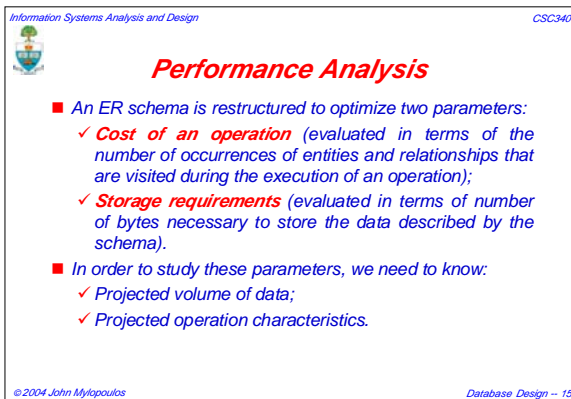 Information Systems Analysis and Design CSC340
Performance Analysis
■ An ER schema is restructured to optimize two parameters:
✓ Cost of an operation (evaluated in terms of the
number of occurrences of entities and relationships that
are visited during the execution of an operation);
✓ Storage requirements (evaluated in terms of number
of bytes necessary to store the data described by the
schema).
■ In order to study these parameters, we need to know:
✓ Projected volume of data;
✓ Projected operation characteristics.
©2004 John Mylopoulos Database Design -- 15